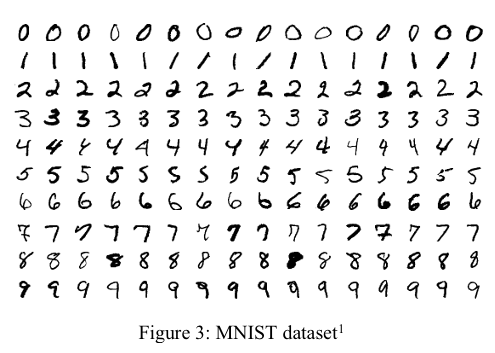 0 0 0 0 0 0 0 0 0 0 0 0 0 0 0 0
1 1 1 1 1 1 1 1 1 1 1 1 1 1 1 1
2 2 2 2 2 2 2 2 2 2 2 2 2 2 2 2
3 3 3 3 3 3 3 3 3 3 3 3 3 3 3 3
4 4 4 4 4 4 4 4 4 4 4 4 4 4 4 4
5 5 5 5 5 5 5 5 5 5 5 5 5 5 5 5
6 6 6 6 6 6 6 6 6 6 6 6 6 6 6 6
7 7 7 7 7 7 7 7 7 7 7 7 7 7 7 7
8 8 8 8 8 8 8 8 8 8 8 8 8 8 8 8
9 9 9 9 9 9 9 9 9 9 9 9 9 9 9 9
Figure 3: MNIST dataset¹